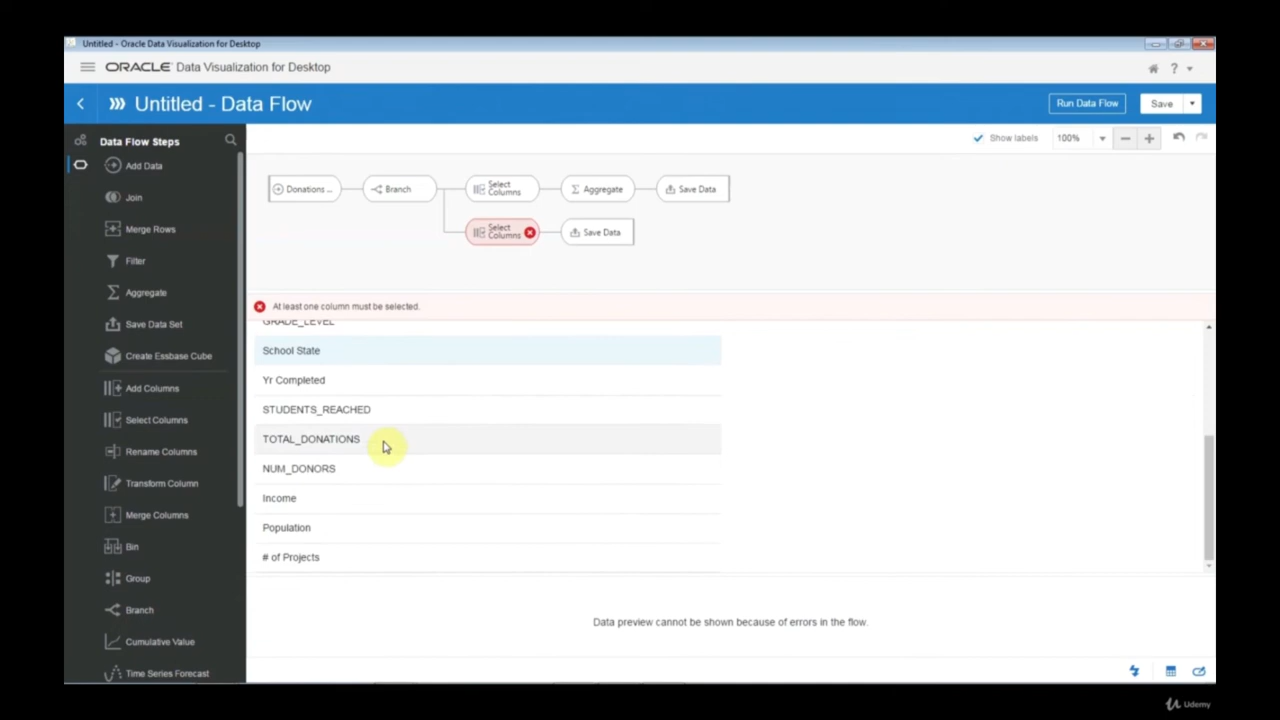 Untitled - Oracle Data Visualization for Desktop
ORACLE Data Visualization for Desktop
?
Untitled - Data Flow
Run Data Flow
Save
Data Flow Steps
Show labels
100%
Add Data
Join
Merge Rows
Filter
Aggregate
Save Data Set
Create Essbase Cube
Add Columns
Select Columns
Rename Columns
Transform Column
Merge Columns
Bin
Group
Branch
Cumulative Value
Time Series Forecast
Donations ...
Branch
Select
Columns
Aggregate
Save Data
Select
Columns
Save Data
At least one column must be selected.
GRADE_LEVEL
School State
Yr Completed
STUDENTS_REACHED
TOTAL_DONATIONS
NUM_DONORS
Income
Population
# of Projects
Data preview cannot be shown because of errors in the flow.
Udemy